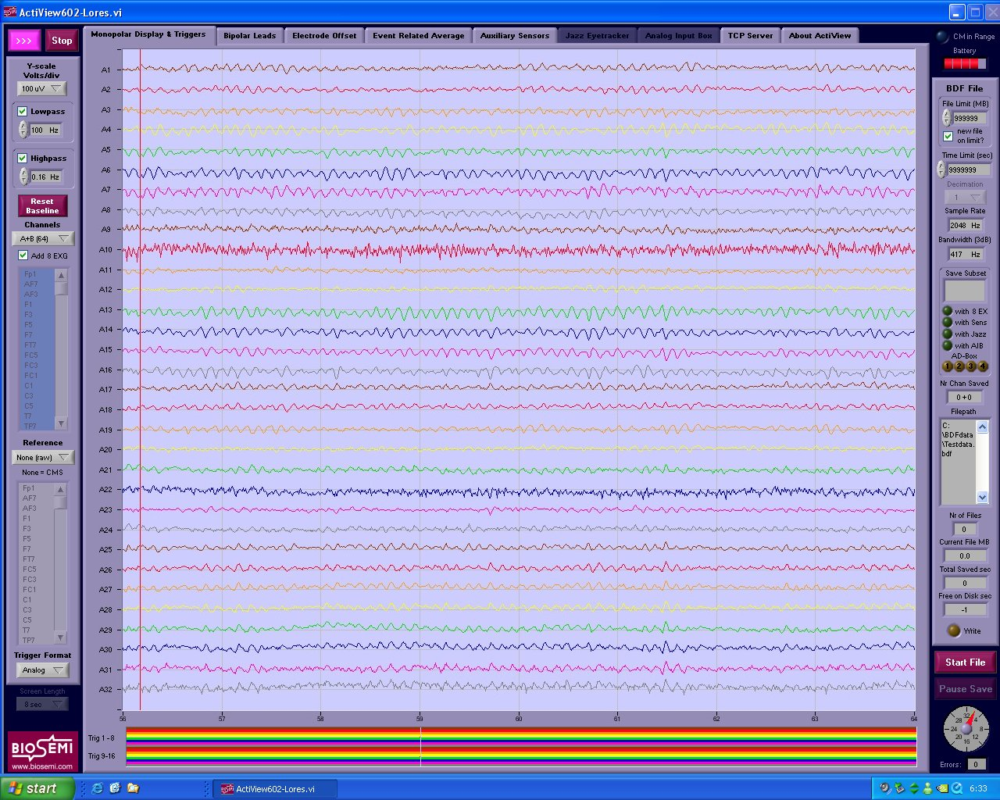 ActiView602-Lores.vi
>>> Stop
Monopolar Display & Triggers Bipolar Leads Electrode Offset Event Related Average Auxiliary Sensors Jazz Eyetracker Analog Input Box TCP Server About ActiView
CM in Range
Battery
Y-scale
Volts/div
100 uV
Lowpass
100 Hz
Highpass
0.16 Hz
Reset
Baseline
Channels
A+B (64)
Add 8 EXG
Fp1
AF7
AF3
F1
F3
F5
F7
FT7
FC5
FC3
FC1
C1
C3
C5
T7
TP7
Reference
None (raw)
None = CMS
Fp1
AF7
AF3
F1
F3
F5
F7
FT7
FC5
FC3
FC1
C1
C3
C5
T7
TP7
Trigger Format
Analog
Screen Length
8 sec
BIOSEMI
www.biosemi.com
A1
A2
A3
A4
A5
A6
A7
A8
A9
A10
A11
A12
A13
A14
A15
A16
A17
A18
A19
A20
A21
A22
A23
A24
A25
A26
A27
A28
A29
A30
A31
A32
56 57 58 59 60 61 62 63 64
Trig 1-8
Trig 9-16
BDF File
File Limit (MB)
999999
new file
on limit?
Time Limit (sec)
9999999
Decimation
1
Sample Rate
2048 Hz
Bandwidth (3dB)
417 Hz
Save Subset
with 8 EX
with Sens
with Jazz
with AIB
AD-Box
1 2 3 4
Nr Chan Saved
0+0
Filepath
C:
\BDFdata
\Testdata.
bdf
Nr of Files
0
Current File MB
0.0
Total Saved sec
0
Free on Disk sec
-1
Write
Start File
Pause Save
32 4 8 12 16 20 24 28
Errors: 0
start ActiView602-Lores.vi 6:33